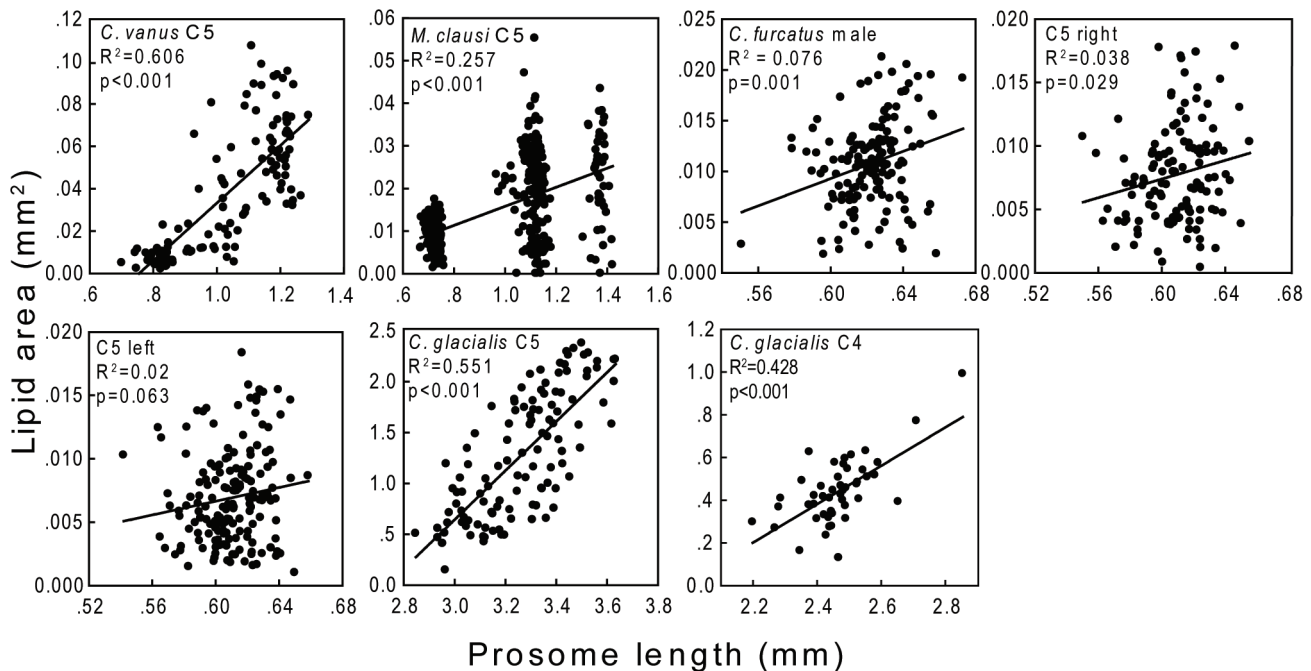 C. vanus C5
R²=0.606
p<0.001
.12
.10
.08
.06
.04
.02
0.00
.6 .8 1.0 1.2 1.4
M. clausi C5
R²=0.257
p<0.001
.06
.05
.04
.03
.02
.01
0.00
.6 .8 1.0 1.2 1.4 1.6
C. furcatus male
R² = 0.076
p=0.001
.025
.020
.015
.010
.005
0.000
.56 .60 .64
C5 right
R²=0.038
p=0.029
.020
.015
.010
.005
0.000
.56 .60 .64 .68
Lipid area (mm²)
C5 left
R²=0.02
p=0.063
.020
.015
.010
.005
0.000
.52 .56 .60 .64 .68
C. glacialis C5
R²=0.551
p<0.001
2.5
2.0
1.5
1.0
.5
0.0
2.8 3.0 3.2 3.4 3.6 3.8
C. glacialis C4
R²=0.428
p<0.001
1.2
1.0
.8
.6
.4
.2
0.0
2.2 2.4 2.6 2.8
Prosome length (mm)